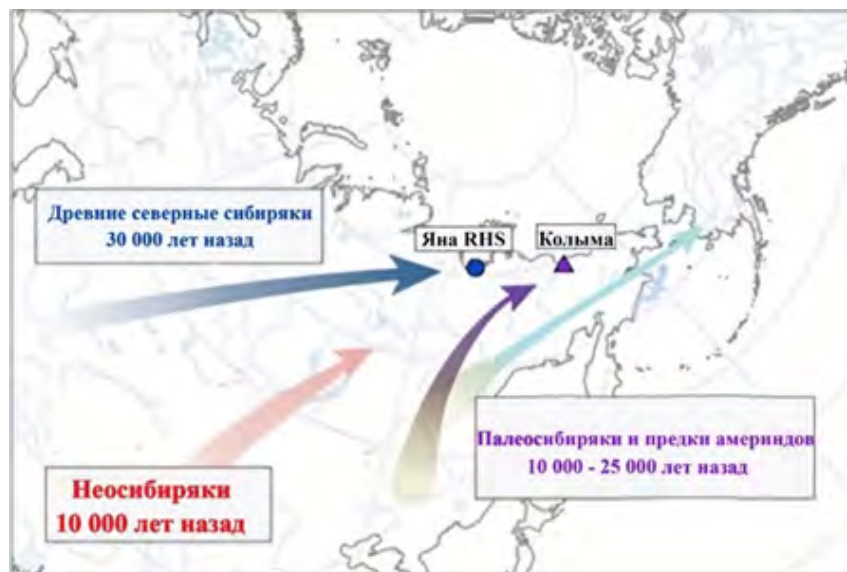 Древние северные сибиряки
30 000 лет назад
Яна RHS
Колыма
Палеосибиряки и предки америндов
10 000 - 25 000 лет назад
Неосибиряки
10 000 лет назад